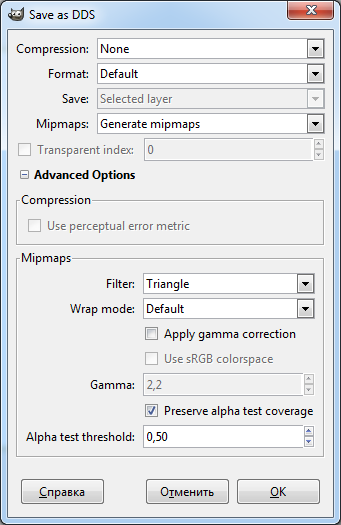 Save as DDS
Compression: None
Format: Default
Save: Selected layer
Mipmaps: Generate mipmaps
Transparent index: 0
Advanced Options
Compression
Use perceptual error metric
Mipmaps
Filter: Triangle
Wrap mode: Default
Apply gamma correction
Use sRGB colorspace
Gamma: 2,2
Preserve alpha test coverage
Alpha test threshold: 0,50
Справка Отменить OK